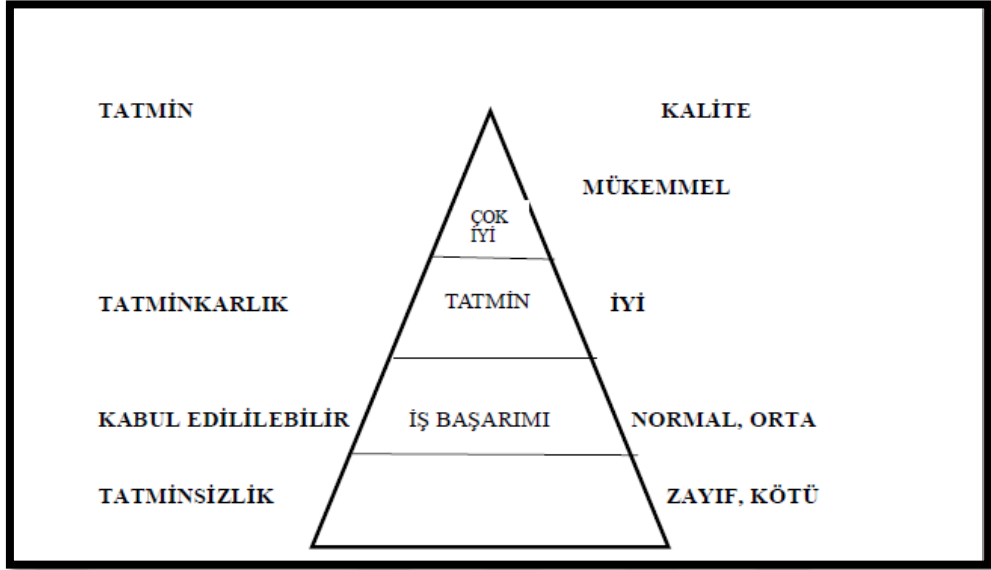 TATMİN KALİTE
MÜKEMMEL
ÇOK
İYİ
TATMİNKARLIK TATMİN İYİ
KABUL EDİLİLEBİLİR İŞ BAŞARIMI NORMAL, ORTA
TATMİNSİZLİK ZAYIF, KÖTÜ